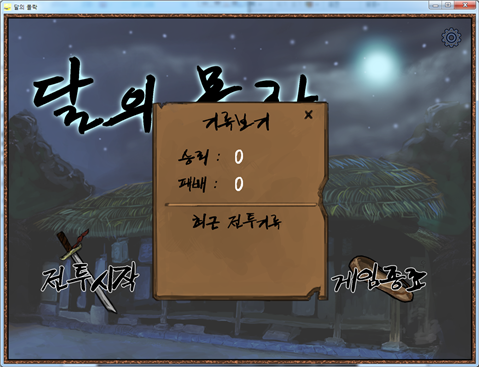 달의 몰락
달의 몰락
기록보기
승리 : 0
패배 : 0
최근 전투기록
전투시작
게임종료